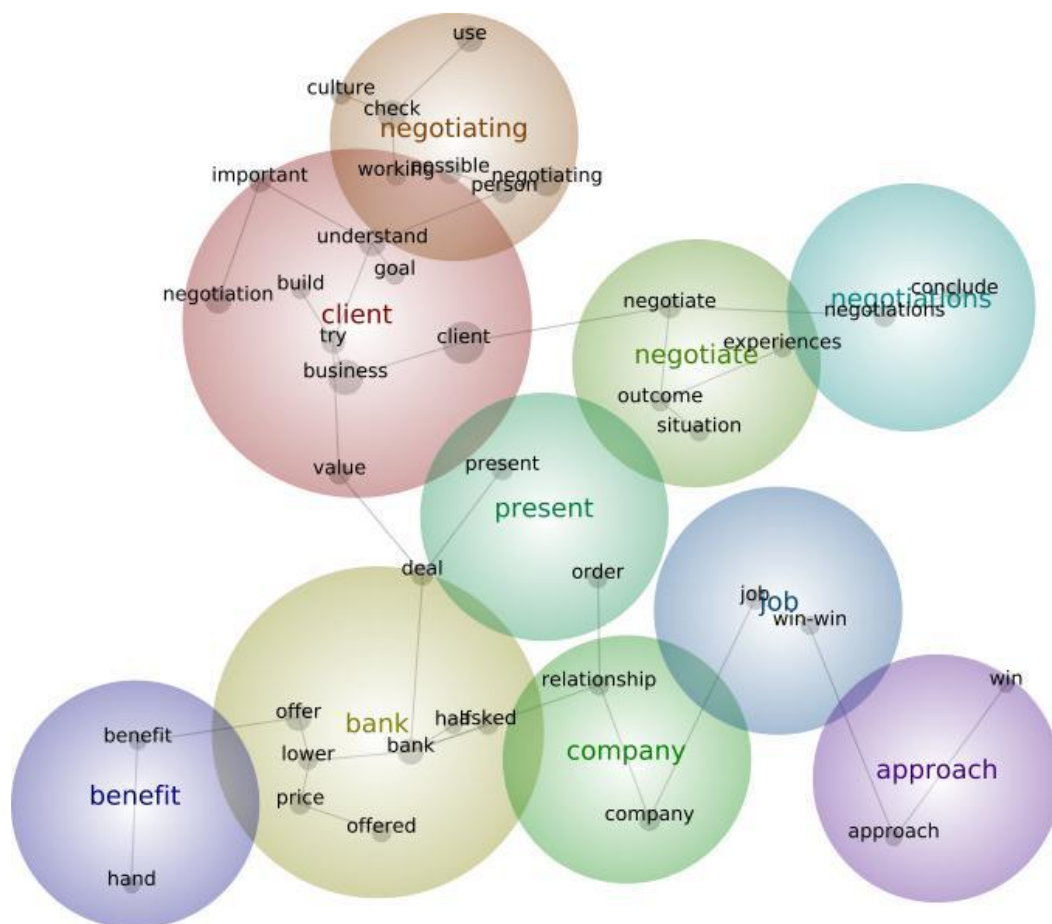 use
culture
check
negotiating
important
working
possible
negotiating
person
understand
goal
build
negotiation
client
try
client
business
value
negotiate
conclude
negotiations
negotiations
experiences
negotiate
outcome
situation
present
present
deal
order
job
job
win-win
relationship
win
offer
half
asked
benefit
bank
bank
lower
company
approach
benefit
price
offered
company
approach
hand